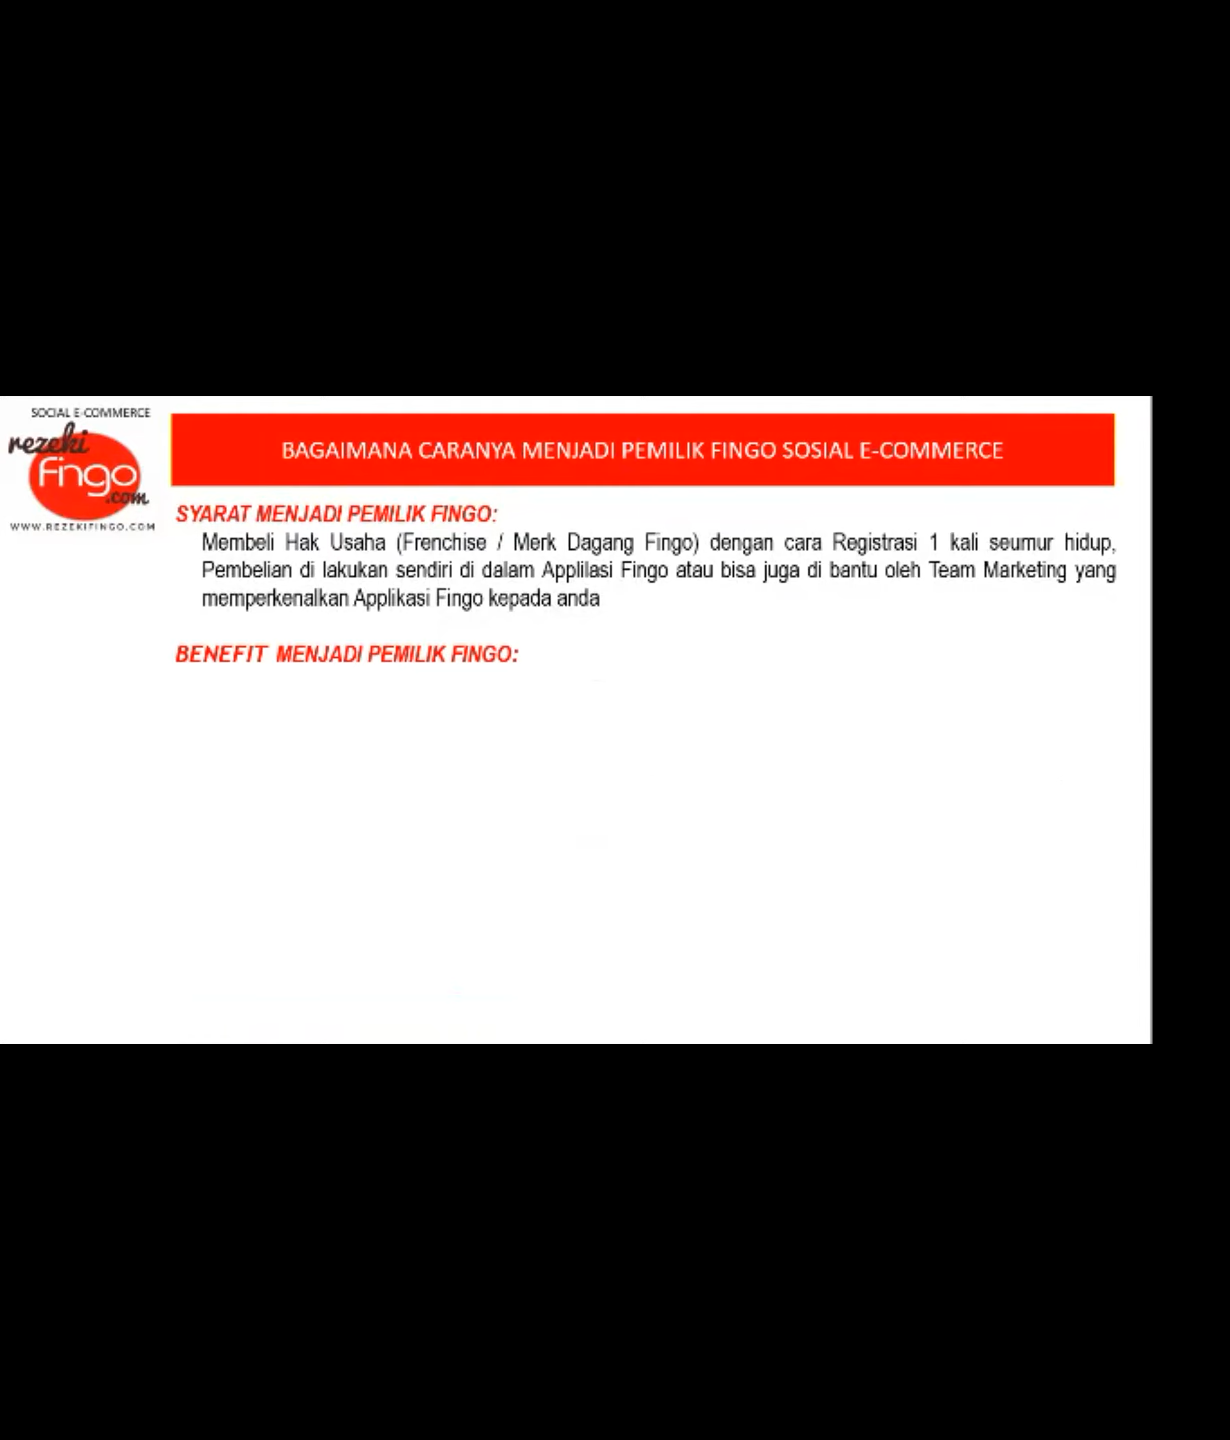 SOCIAL E-COMMERCE
rezeki
Fingo
.com
WWW.REZEKIFINGO.COM
BAGAIMANA CARANYA MENJADI PEMILIK FINGO SOSIAL E-COMMERCE
SYARAT MENJADI PEMILIK FINGO:
Membeli Hak Usaha (Frenchise / Merk Dagang Fingo) dengan cara Registrasi 1 kali seumur hidup,
Pembelian di lakukan sendiri di dalam Applilasi Fingo atau bisa juga di bantu oleh Team Marketing yang
memperkenalkan Applikasi Fingo kepada anda
BENEFIT MENJADI PEMILIK FINGO: